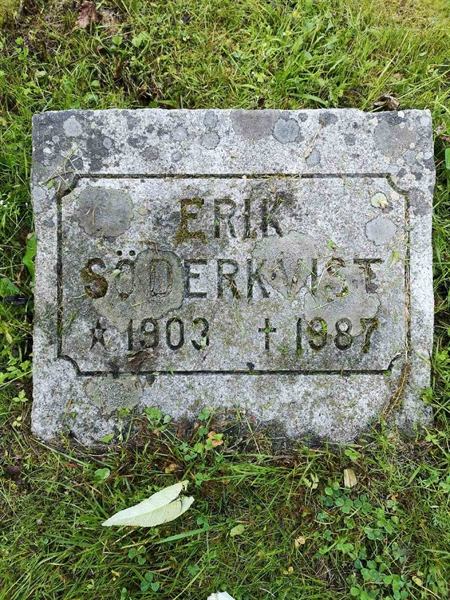 ERIK
SÖDERKVIST
★ 1903 † 1987